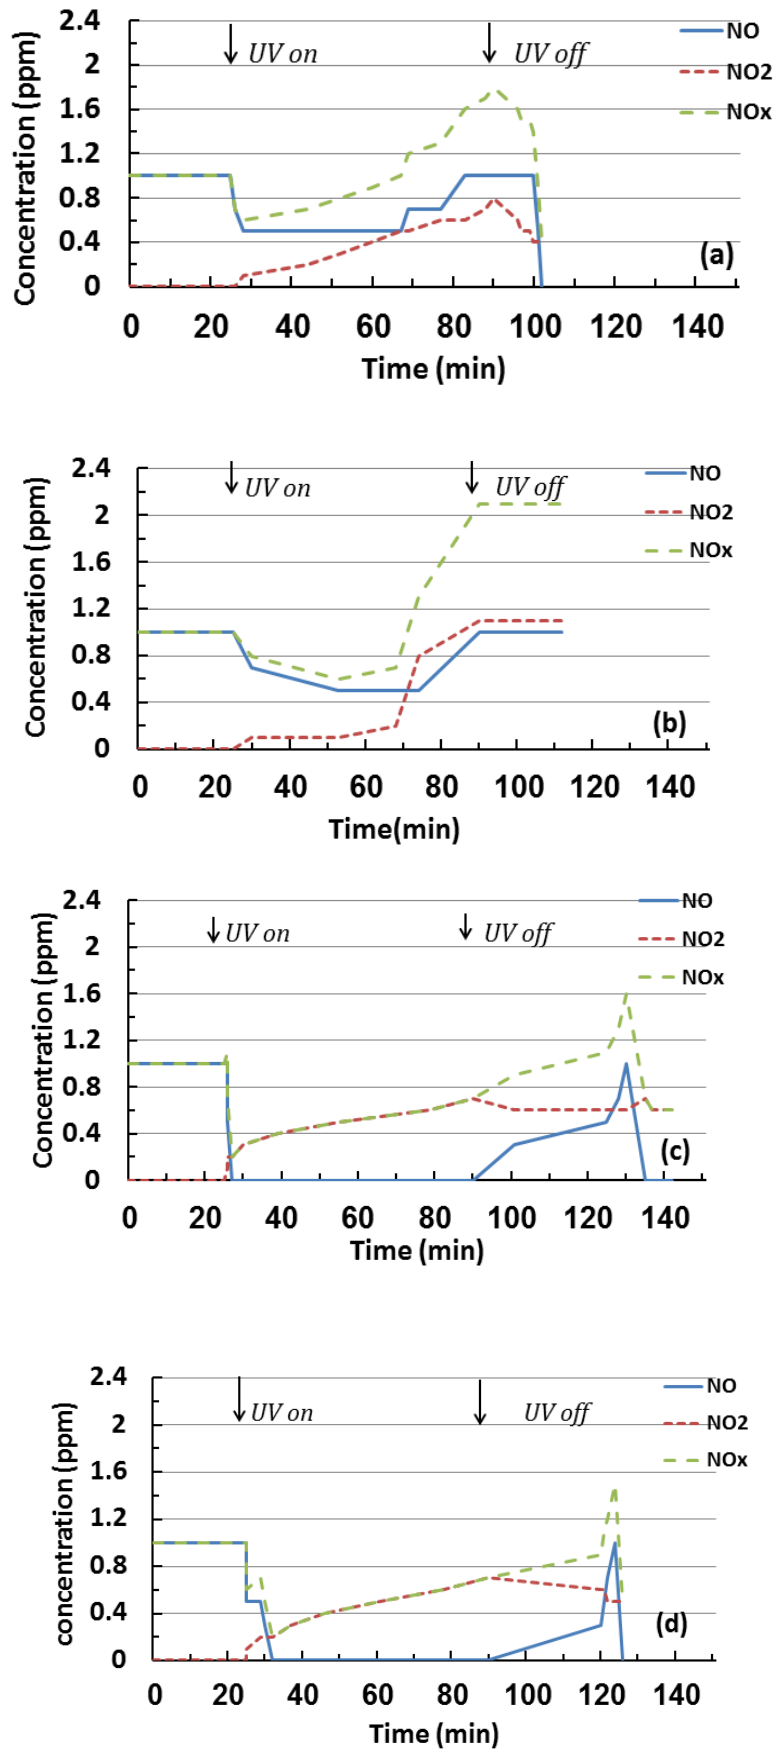 2.4
UV on
UV off
NO
2
NO2
1.6
NOx
1.2
0.8
0.4
(a)
0
Concentration (ppm)
0 20 40 60 80 100 120 140
Time (min)
2.4
UV on
UV off
NO
2
NO2
1.6
NOx
1.2
0.8
0.4
(b)
0
Concentration (ppm)
0 20 40 60 80 100 120 140
Time(min)
2.4
UV on
UV off
NO
2
NO2
1.6
NOx
1.2
0.8
0.4
(c)
0
Concentration (ppm)
0 20 40 60 80 100 120 140
Time (min)
2.4
UV on
UV off
NO
2
NO2
1.6
NOx
1.2
0.8
0.4
(d)
0
concentration (ppm)
0 20 40 60 80 100 120 140
Time (min)